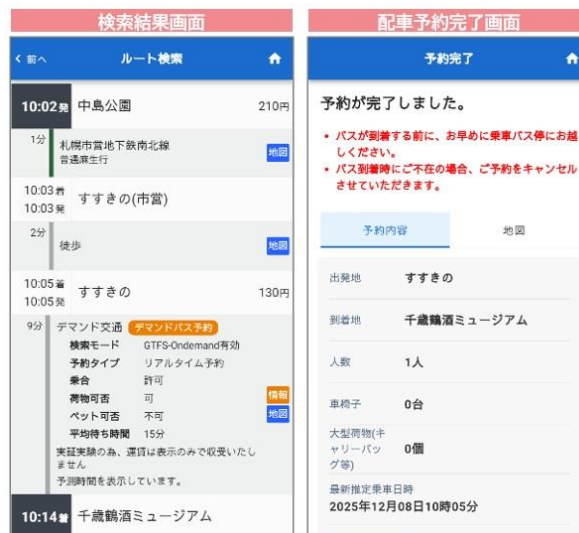 検索結果画面
前へ
ルート検索
10:02発 中島公園 210円
1分
札幌市営地下鉄南北線
普通麻生行
地図
10:03着
10:03発
すすきの(市営)
2分
徒歩
地図
10:05着
10:05発
すすきの
130円
9分
デマンド交通 デマンドバス予約
検索モード GTFS-Ondemand有効
予約タイプ リアルタイム予約
乗合 許可
荷物可否 可
情報
ペット可否 不可
地図
平均待ち時間 15分
実証実験の為、運賃は表示のみで収受いたし
ません
予測時間を表示しています。
10:14着 千歳鶴酒ミュージアム
配車予約完了画面
予約完了
予約が完了しました。
• バスが到着する前に、お早めに乗車バス停にお越
しください。
• バス到着時にご不在の場合、ご予約をキャンセル
させていただきます。
予約内容 地図
出発地 すすきの
到着地 千歳鶴酒ミュージアム
人数 1人
車椅子 0台
大型荷物(キ
ャリーバッ
グ等)
0個
最新推定乗車日時
2025年12月08日10時05分